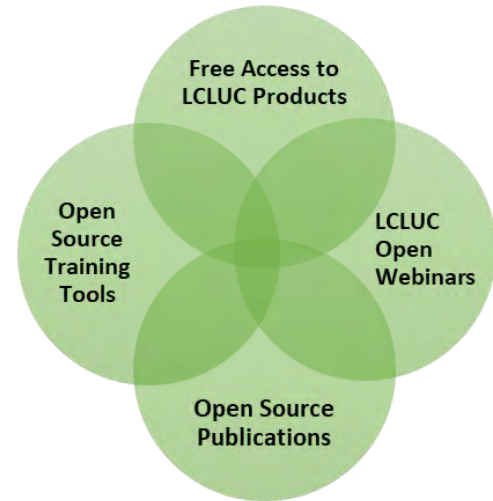 Free Access to
LCLUC Products
Open
Source
Training
Tools
LCLUC
Open
Webinars
Open Source
Publications